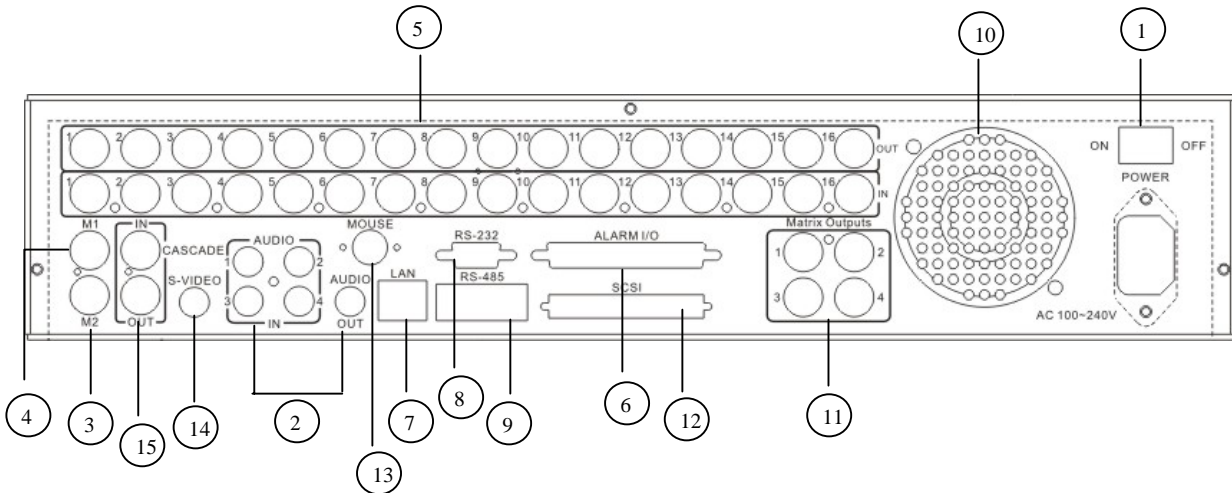 5
10
1
1 2 3 4 5 6 7 8 9 10 11 12 13 14 15 16 OUT
ON OFF
POWER
1 2 3 4 5 6 7 8 9 10 11 12 13 14 15 16 IN
M1 IN MOUSE Matrix Outputs
CASCADE AUDIO RS-232 ALARM I/O
1 2 1 2
S-VIDEO AUDIO LAN RS-485 SCSI
3 4 3 4
M2 OUT IN OUT AC 100~240V
4 3 15 14 2 13 7 8 9 6 12 11